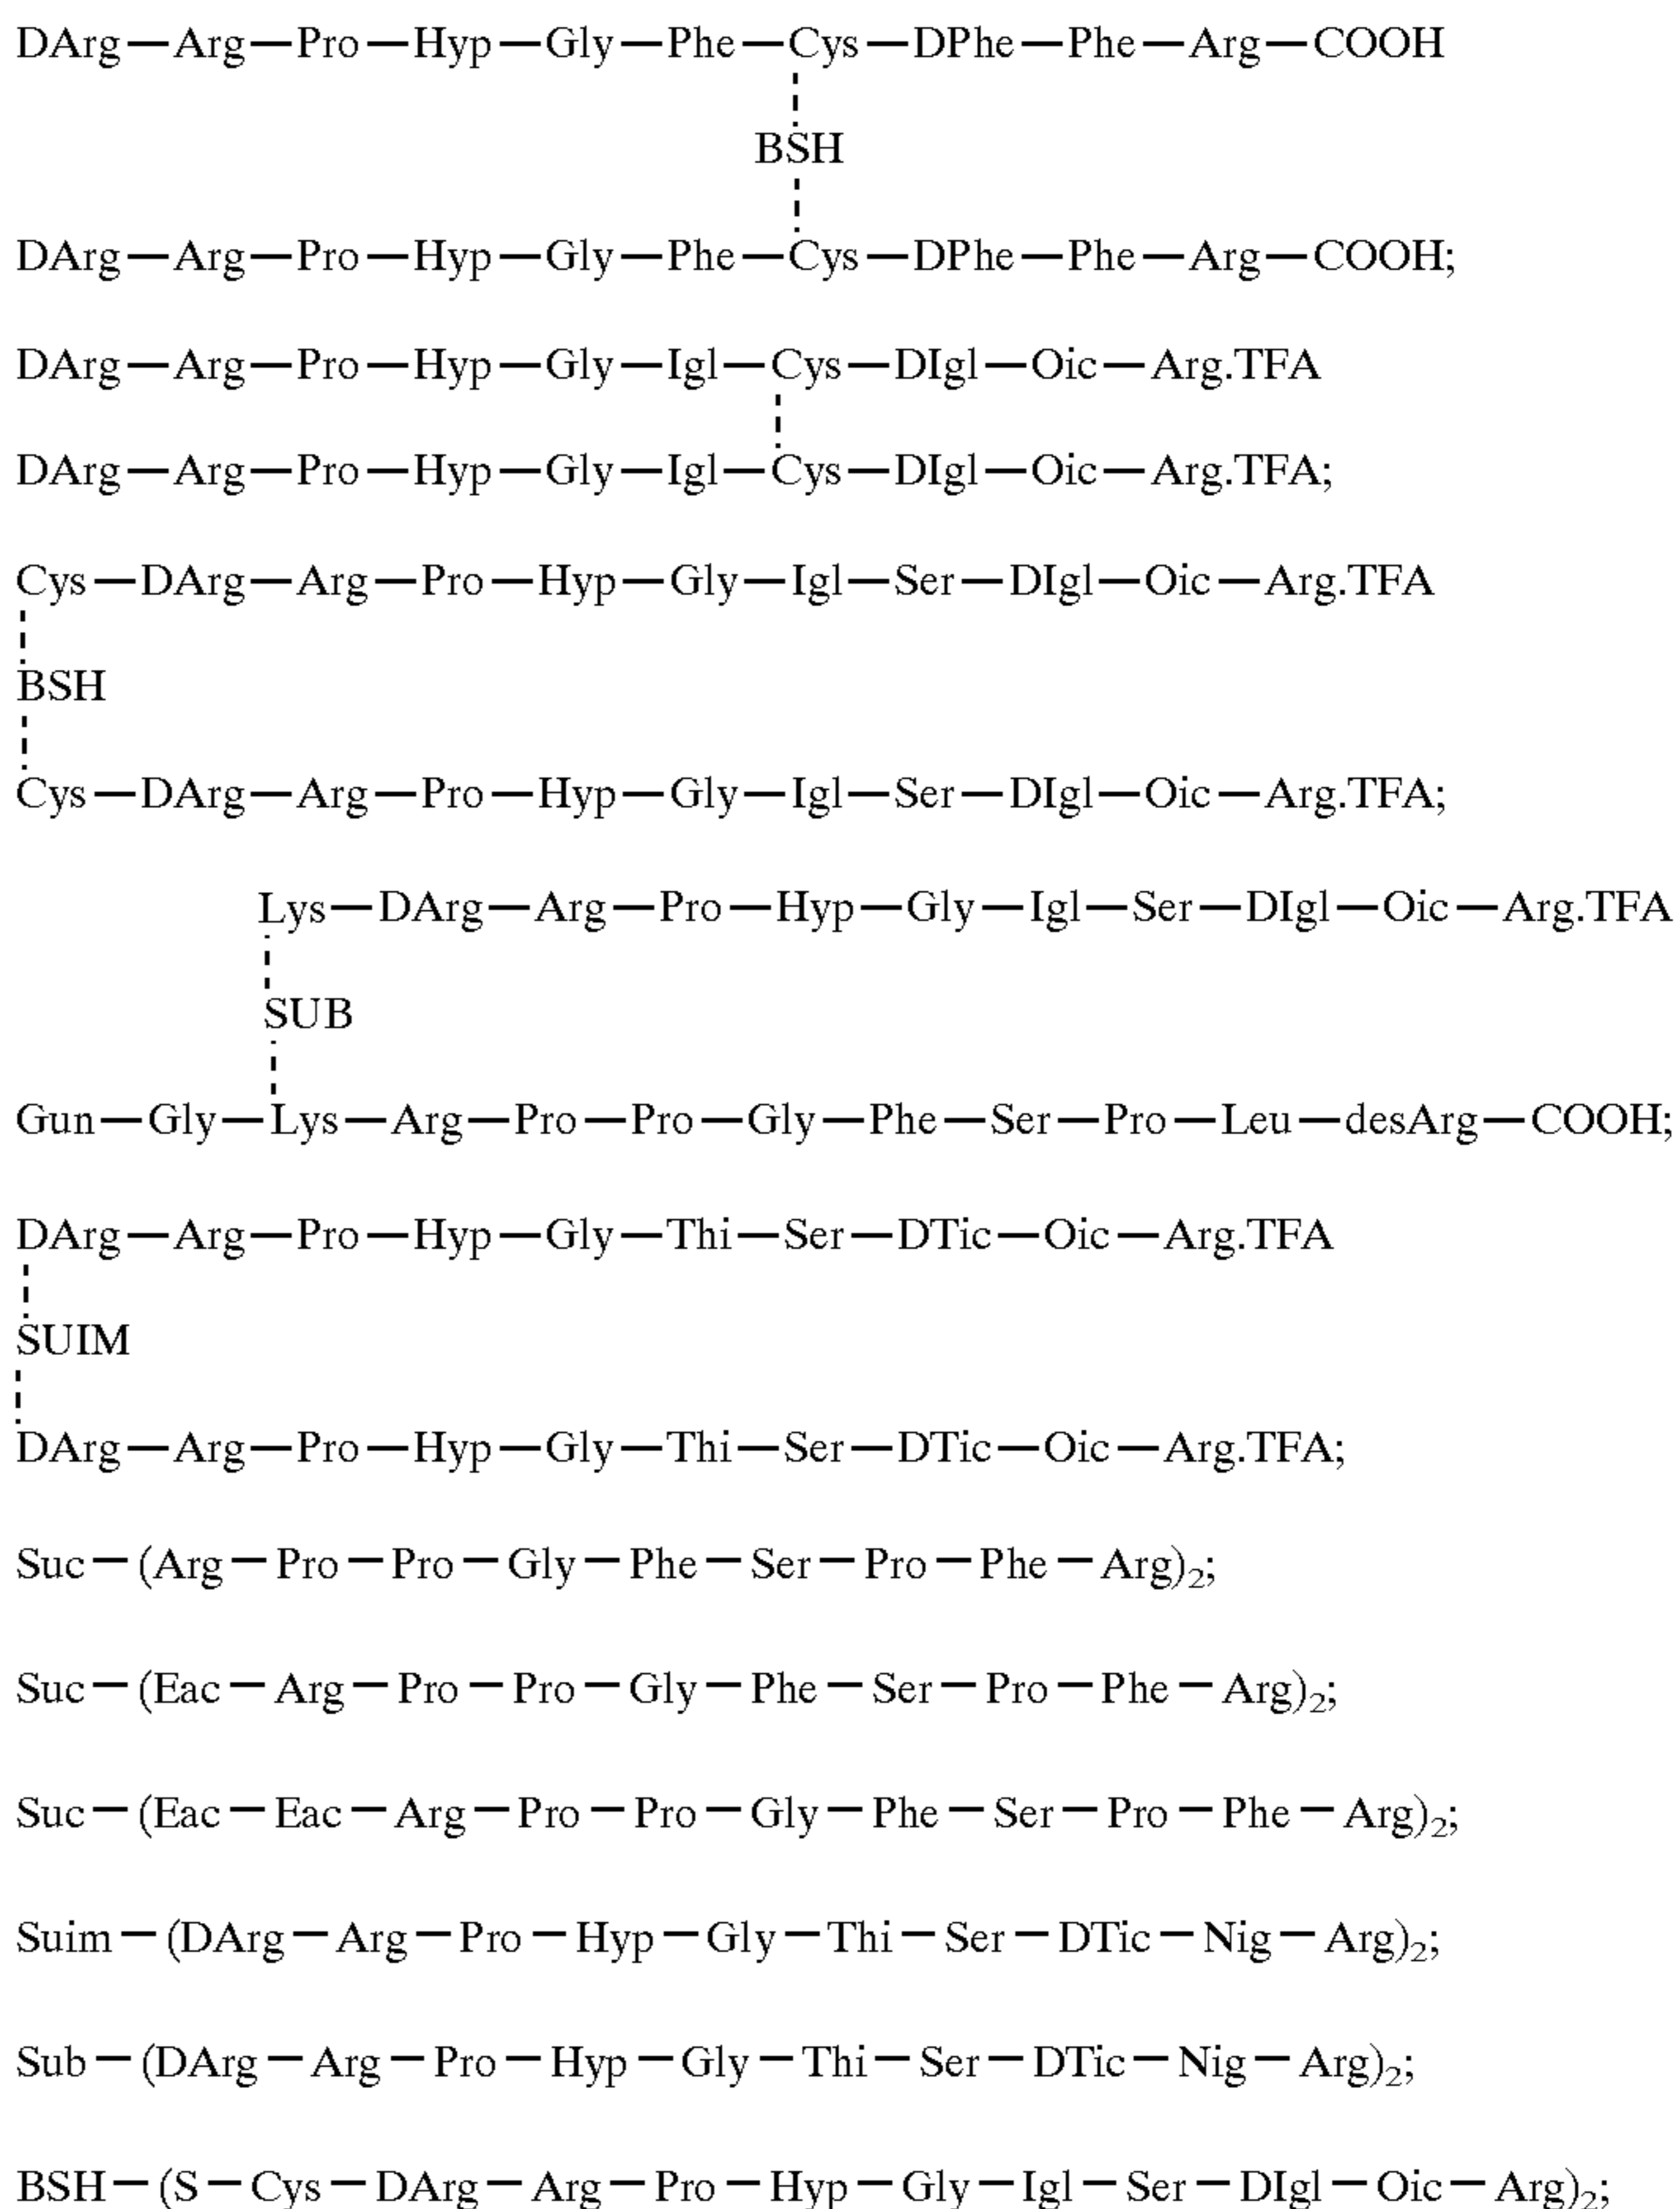 DArg—Arg—Pro—Hyp—Gly—Phe—Cys—DPhe—Phe—Arg—COOH
BSH
DArg—Arg—Pro—Hyp—Gly—Phe—Cys—DPhe—Phe—Arg—COOH;
DArg—Arg—Pro—Hyp—Gly—Igl—Cys—DIgl—Oic—Arg.TFA
DArg—Arg—Pro—Hyp—Gly—Igl—Cys—DIgl—Oic—Arg.TFA;
Cys—DArg—Arg—Pro—Hyp—Gly—Igl—Ser—DIgl—Oic—Arg.TFA
BSH
Cys—DArg—Arg—Pro—Hyp—Gly—Igl—Ser—DIgl—Oic—Arg.TFA;
Lys—DArg—Arg—Pro—Hyp—Gly—Igl—Ser—DIgl—Oic—Arg.TFA
SUB
Gun—Gly—Lys—Arg—Pro—Pro—Gly—Phe—Ser—Pro—Leu—desArg—COOH;
DArg—Arg—Pro—Hyp—Gly—Thi—Ser—DTic—Oic—Arg.TFA
SUIM
DArg—Arg—Pro—Hyp—Gly—Thi—Ser—DTic—Oic—Arg.TFA;
Suc—(Arg—Pro—Pro—Gly—Phe—Ser—Pro—Phe—Arg)₂;
Suc—(Eac—Arg—Pro—Pro—Gly—Phe—Ser—Pro—Phe—Arg)₂;
Suc—(Eac—Eac—Arg—Pro—Pro—Gly—Phe—Ser—Pro—Phe—Arg)₂;
Suim—(DArg—Arg—Pro—Hyp—Gly—Thi—Ser—DTic—Nig—Arg)₂;
Sub—(DArg—Arg—Pro—Hyp—Gly—Thi—Ser—DTic—Nig—Arg)₂;
BSH—(S—Cys—DArg—Arg—Pro—Hyp—Gly—Igl—Ser—DIgl—Oic—Arg)₂;